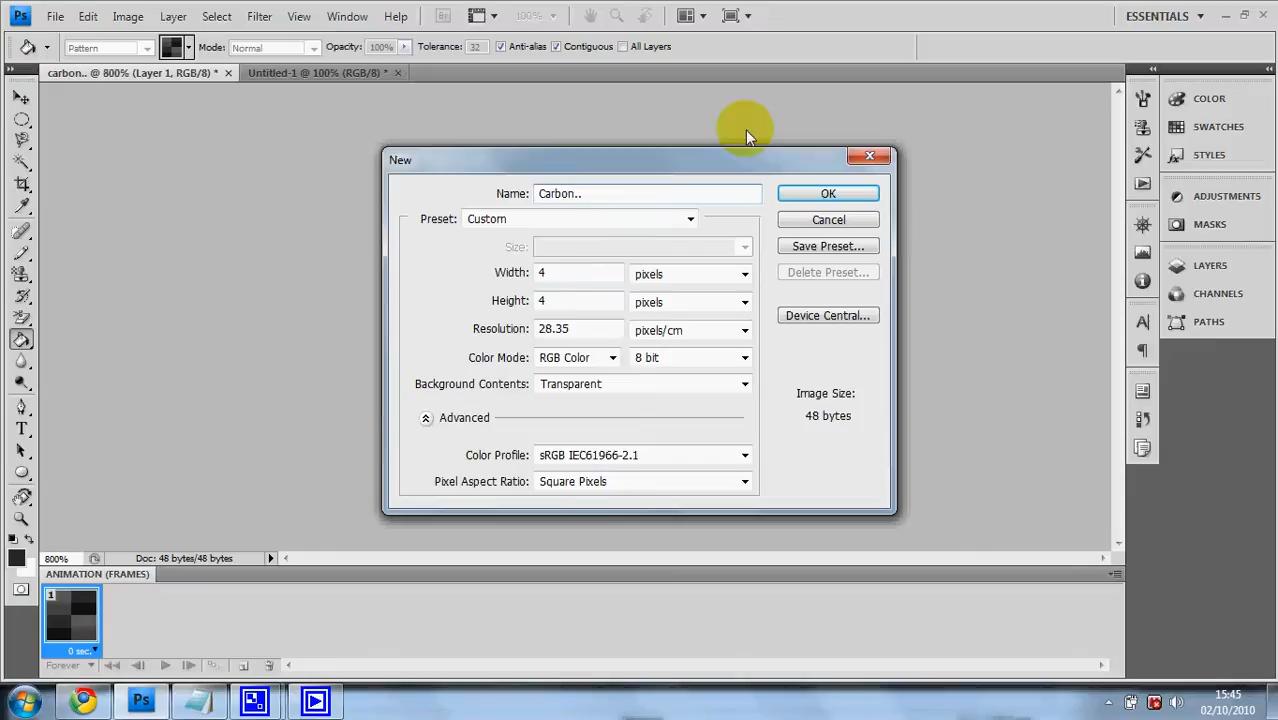 Ps File Edit Image Layer Select Filter View Window Help Br 100% ESSENTIALS
Pattern Mode: Normal Opacity: 100% Tolerance: 32 Anti-alias Contiguous All Layers
carbon.. @ 800% (Layer 1, RGB/8) * Untitled-1 @ 100% (RGB/8) *
New
Name: Carbon.. OK
Preset: Custom Cancel
Size: Save Preset...
Width: 4 pixels Delete Preset...
Height: 4 pixels
Resolution: 28.35 pixels/cm Device Central...
Color Mode: RGB Color 8 bit
Background Contents: Transparent
Image Size:
48 bytes
Advanced
Color Profile: sRGB IEC61966-2.1
Pixel Aspect Ratio: Square Pixels
COLOR
SWATCHES
STYLES
ADJUSTMENTS
MASKS
LAYERS
CHANNELS
PATHS
800% Doc: 48 bytes/48 bytes
ANIMATION (FRAMES)
1
0 sec.
Forever
Ps
15:45
02/10/2010